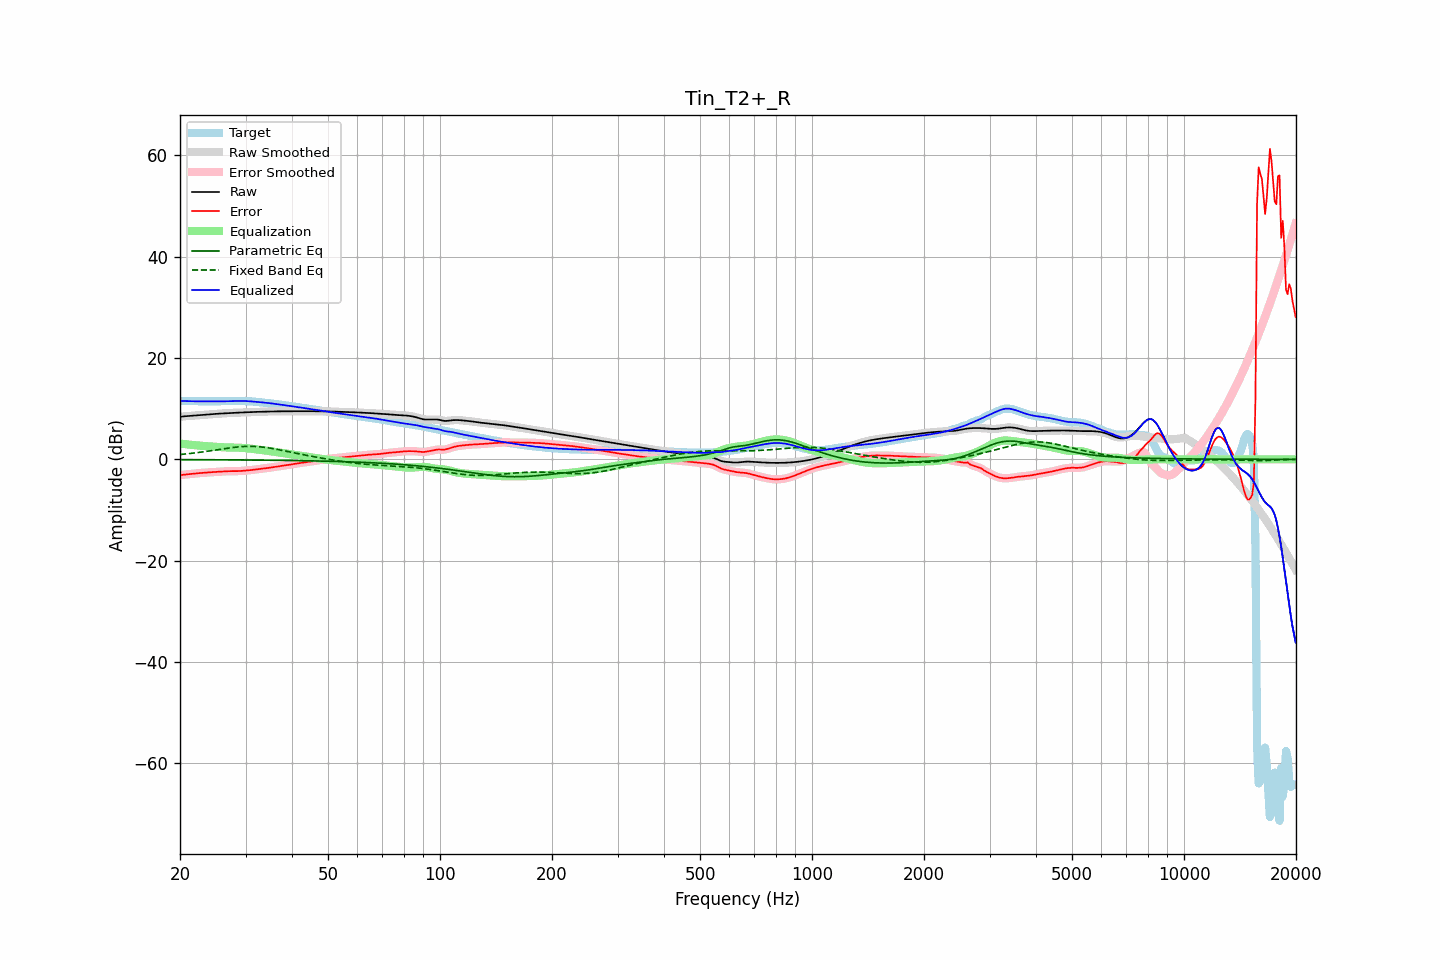 Tin_T2+_R
Target
Raw Smoothed
Error Smoothed
Raw
Error
Equalization
Parametric Eq
Fixed Band Eq
Equalized
60
40
20
0
−20
−40
−60
Amplitude (dBr)
20 50 100 200 500 1000 2000 5000 10000 20000
Frequency (Hz)